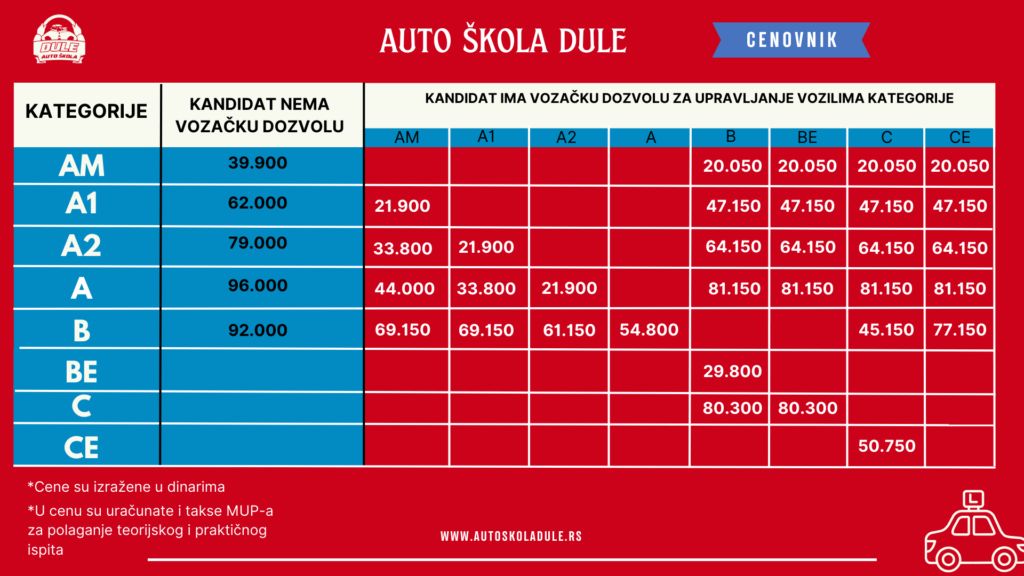 DULE
AUTO ŠKOLA
AUTO ŠKOLA DULE
CENOVNIK
KATEGORIJE
KANDIDAT NEMA
VOZAČKU DOZVOLU
KANDIDAT IMA VOZAČKU DOZVOLU ZA UPRAVLJANJE VOZILIMA KATEGORIJE
AM A1 A2 A B BE C CE
AM 39.900 20.050 20.050 20.050 20.050
A1 62.000 21.900 47.150 47.150 47.150 47.150
A2 79.000 33.800 21.900 64.150 64.150 64.150 64.150
A 96.000 44.000 33.800 21.900 81.150 81.150 81.150 81.150
B 92.000 69.150 69.150 61.150 54.800 45.150 77.150
BE 29.800
C 80.300 80.300
CE 50.750
*Cene su izražene u dinarima
*U cenu su uračunate i takse MUP-a
za polaganje teorijskog i praktičnog
ispita
WWW.AUTOSKOLADULE.RS
L